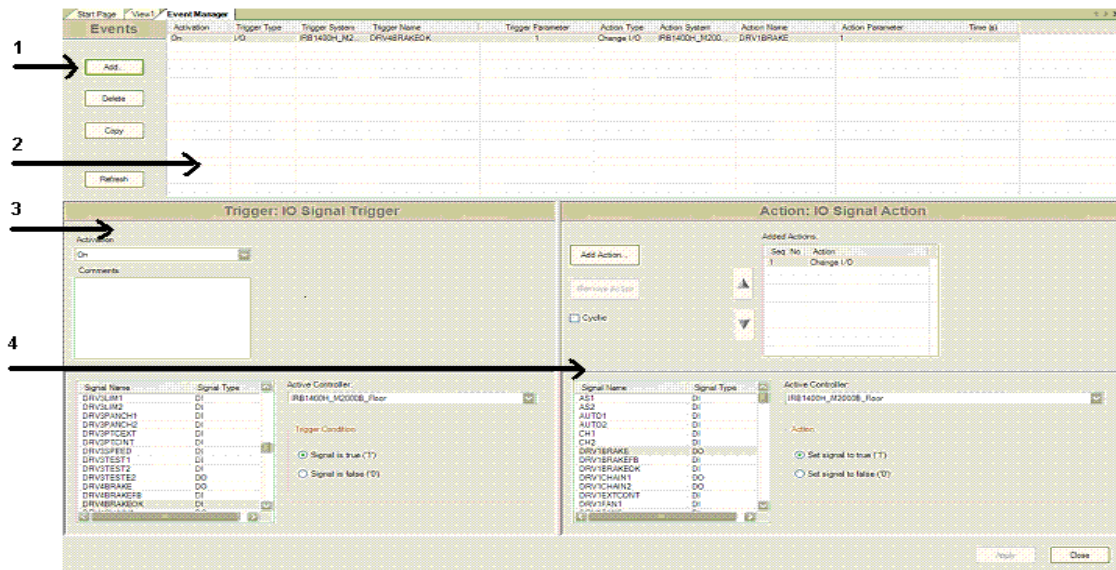 Start Page View1 Event Manager
Events
Activation Trigger Type Trigger System Trigger Name Trigger Parameter Action Type Action System Action Name Action Parameter Time (s)
On I/O IRB1400H_M2... DRV4BRAKEOK 1 Change I/O IRB1400H_M200... DRV1BRAKE 1 -
1
Add...
Delete
Copy
2
Refresh
3
Trigger: IO Signal Trigger
Activation
On
Comments
Action: IO Signal Action
Add Action...
Remove Action
Cyclic
Added Actions:
Seq. No Action
1 Change I/O
4
Signal Name Signal Type
DRV3LIM1 DI
DRV3LIM2 DI
DRV3PANCH1 DI
DRV3PANCH2 DI
DRV3PTCEXT DI
DRV3PTCINT DI
DRV3SPEED DI
DRV3TEST1 DI
DRV3TEST2 DI
DRV3TESTE2 DO
DRV4BRAKE DO
DRV4BRAKEFB DI
DRV4BRAKEOK DI
Active Controller:
IRB1400H_M2000B_Floor
Trigger Condition
Signal is true ('1')
Signal is false ('0')
Signal Name Signal Type
AS1 DI
AS2 DI
AUTO1 DI
AUTO2 DI
CH1 DI
CH2 DI
DRV1BRAKE DO
DRV1BRAKEFB DI
DRV1BRAKEOK DI
DRV1CHAIN1 DO
DRV1CHAIN2 DO
DRV1EXTCONT DI
DRV1FAN1 DI
Active Controller:
IRB1400H_M2000B_Floor
Action
Set signal to true ('1')
Set signal to false ('0')
Apply
Close